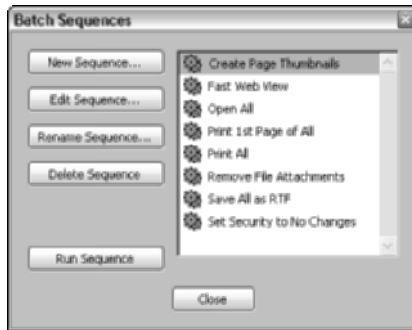 Batch Sequences
New Sequence...
Edit Sequence...
Rename Sequence...
Delete Sequence
Run Sequence
Create Page Thumbnails
Fast Web View
Open All
Print 1st Page of All
Print All
Remove File Attachments
Save All as RTF
Set Security to No Changes
Close